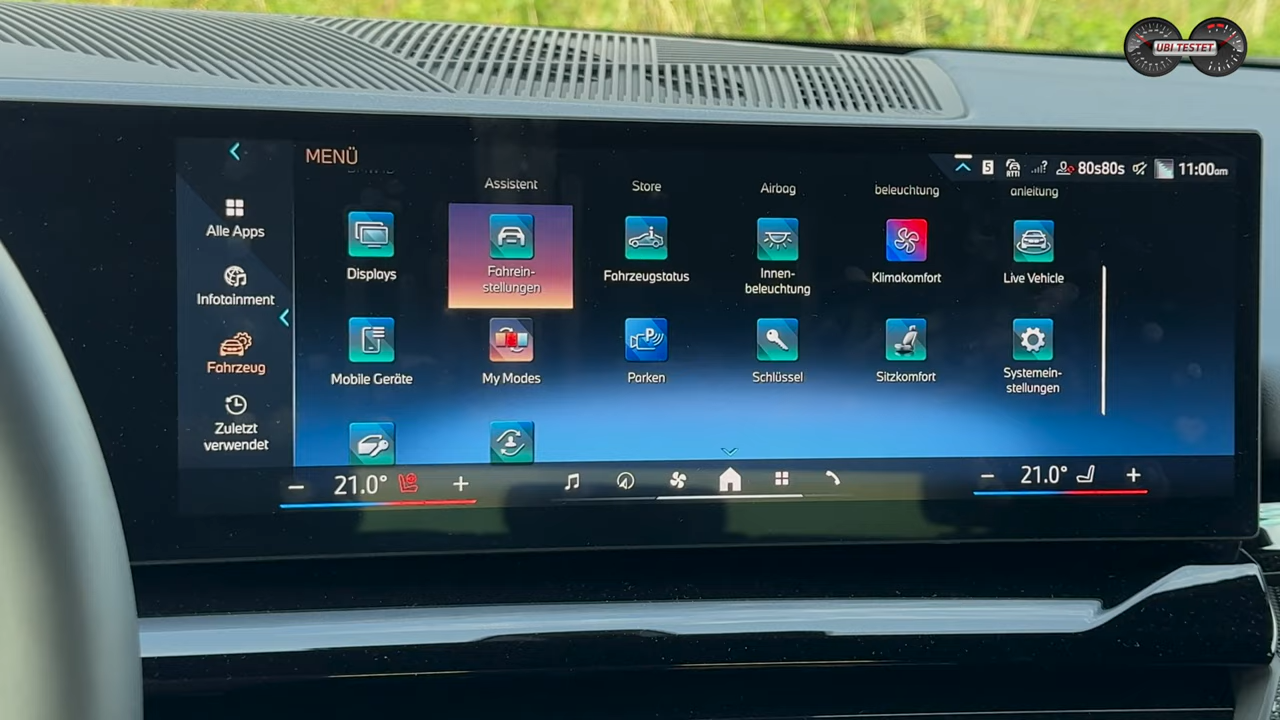 UBI TESTET
MENÜ
5
RTTI
?
80s80s
11:00am
Assistent
Store
Airbag
beleuchtung
anleitung
Alle Apps
Infotainment
Fahrzeug
Zuletzt
verwendet
Displays
Fahrein-
stellungen
Fahrzeugstatus
Innen-
beleuchtung
Klimakomfort
Live Vehicle
Mobile Geräte
My Modes
P
Parken
Schlüssel
Sitzkomfort
Systemein-
stellungen
− 21.0° +
− 21.0° +